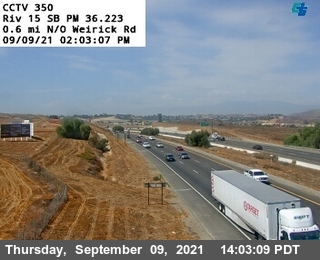 CCTV 350
Riv 15 SB PM 36.223
0.6 mi N/O Weirick Rd
09/09/21 02:03:07 PM
Thursday, September 09, 2021 14:03:09 PDT